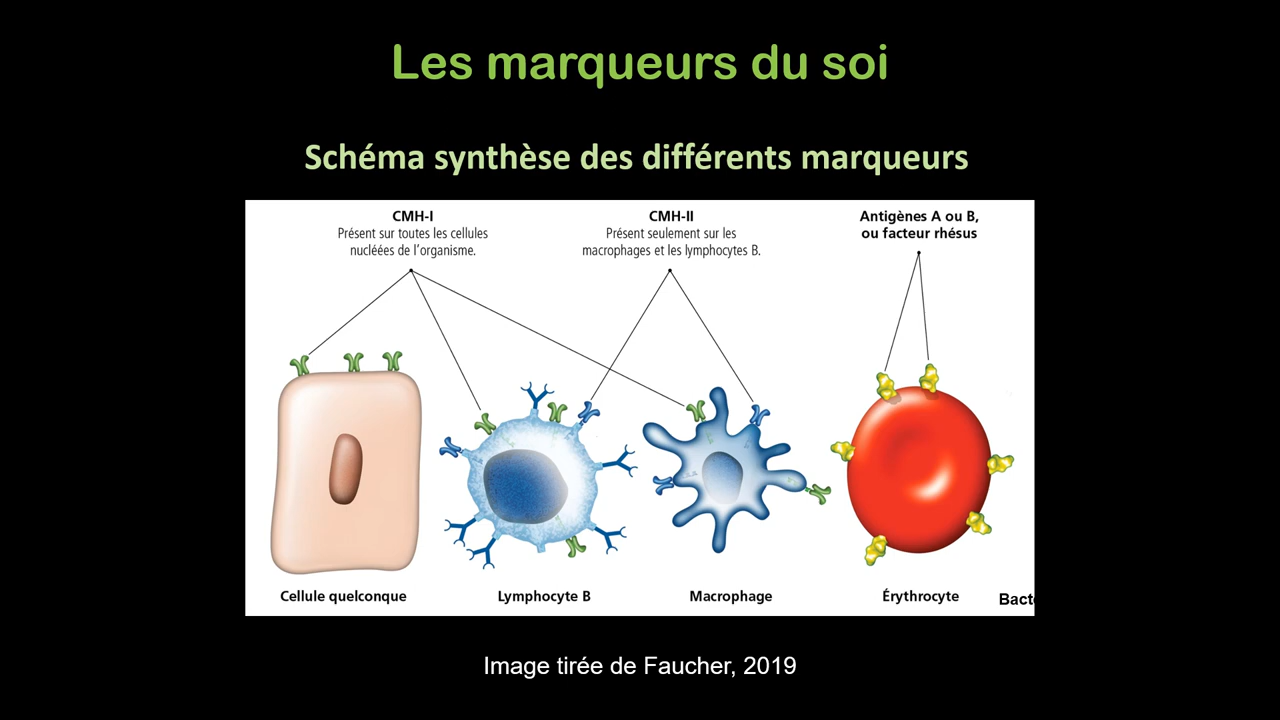 Les marqueurs du soi
Schéma synthèse des différents marqueurs
CMH-I
Présent sur toutes les cellules
nucléées de l'organisme.
CMH-II
Présent seulement sur les
macrophages et les lymphocytes B.
Antigènes A ou B,
ou facteur rhésus
Cellule quelconque
Lymphocyte B
Macrophage
Érythrocyte
Image tirée de Faucher, 2019